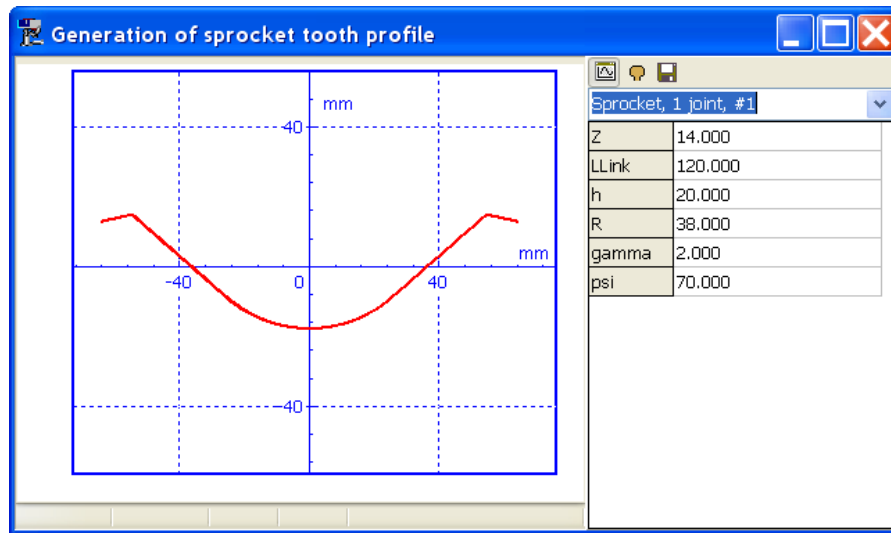 Generation of sprocket tooth profile
mm
40
mm
-40
0
40
-40
Sprocket, 1 joint, #1
Z 14.000
LLink 120.000
h 20.000
R 38.000
gamma 2.000
psi 70.000